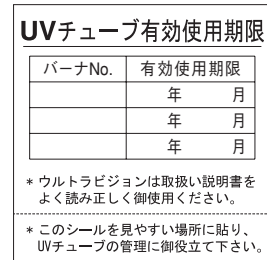 UVチューブ有効使用期限
バーナNo. 有効使用期限
年 月
年 月
年 月
* ウルトラビジョンは取扱い説明書を
よく読み正しく御使用ください。
* このシールを見やすい場所に貼り、
UVチューブの管理に御役立て下さい。